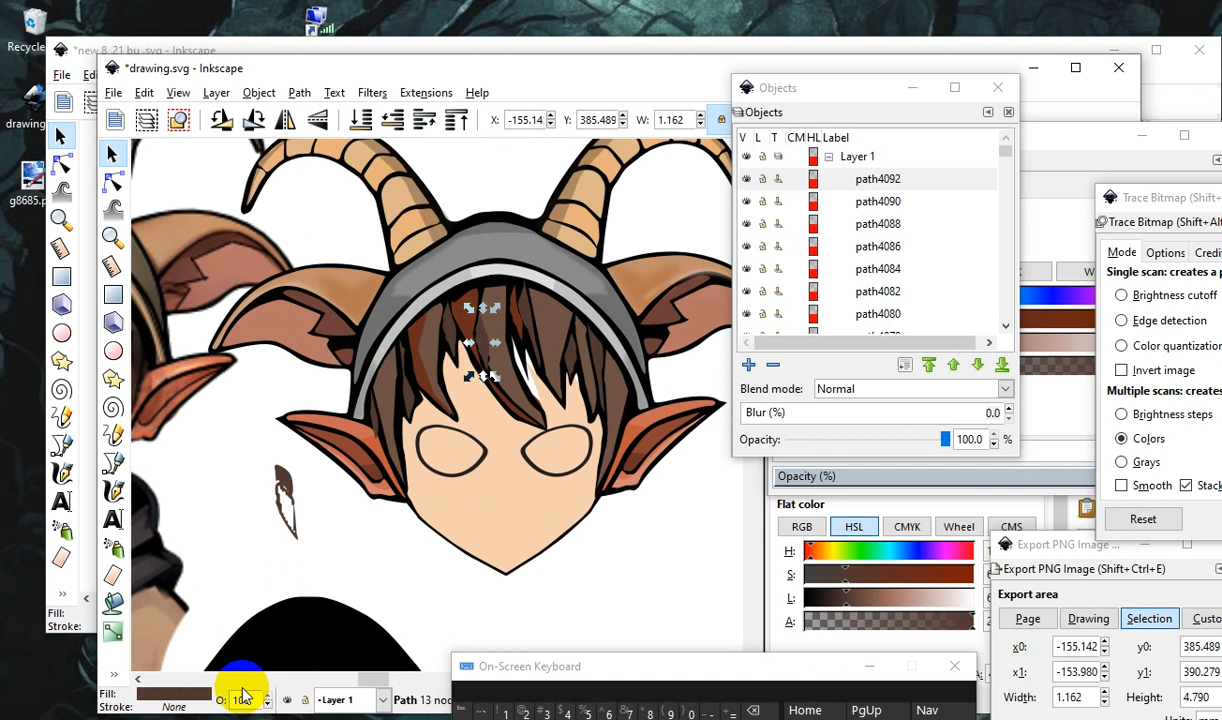 Recycle
*new 8_21 bu .svg - Inkscape
File
drawing
g8685.p
Fill:
Stroke:
*drawing.svg - Inkscape
File Edit View Layer Object Path Text Filters Extensions Help
X: -155.14 Y: 385.489 W: 1.162
Objects
Objects
V L T CM HL Label
Layer 1
path4092
path4090
path4088
path4086
path4084
path4082
path4080
Blend mode: Normal
Blur (%) 0.0
Opacity: 100.0 %
Opacity (%)
Flat color
RGB HSL CMYK Wheel CMS
H:
S:
L:
A:
Trace Bitmap (Shift+
Trace Bitmap (Shift+Alt
Mode Options Credi
Single scan: creates a p
Brightness cutoff
Edge detection
Color quantization
Invert image
Multiple scans: creates
Brightness steps
Colors
Grays
Smooth Stack
Reset
Export PNG Image ...
Export PNG Image (Shift+Ctrl+E)
Export area
Page Drawing Selection Custo
x0: -155.142 y0: 385.489
x1: -153.980 y1: 390.279
Width: 1.162 Height: 4.790
Fill:
Stroke: None
O: 10
Layer 1
Path 13 nod
On-Screen Keyboard
Home PgUp Nav